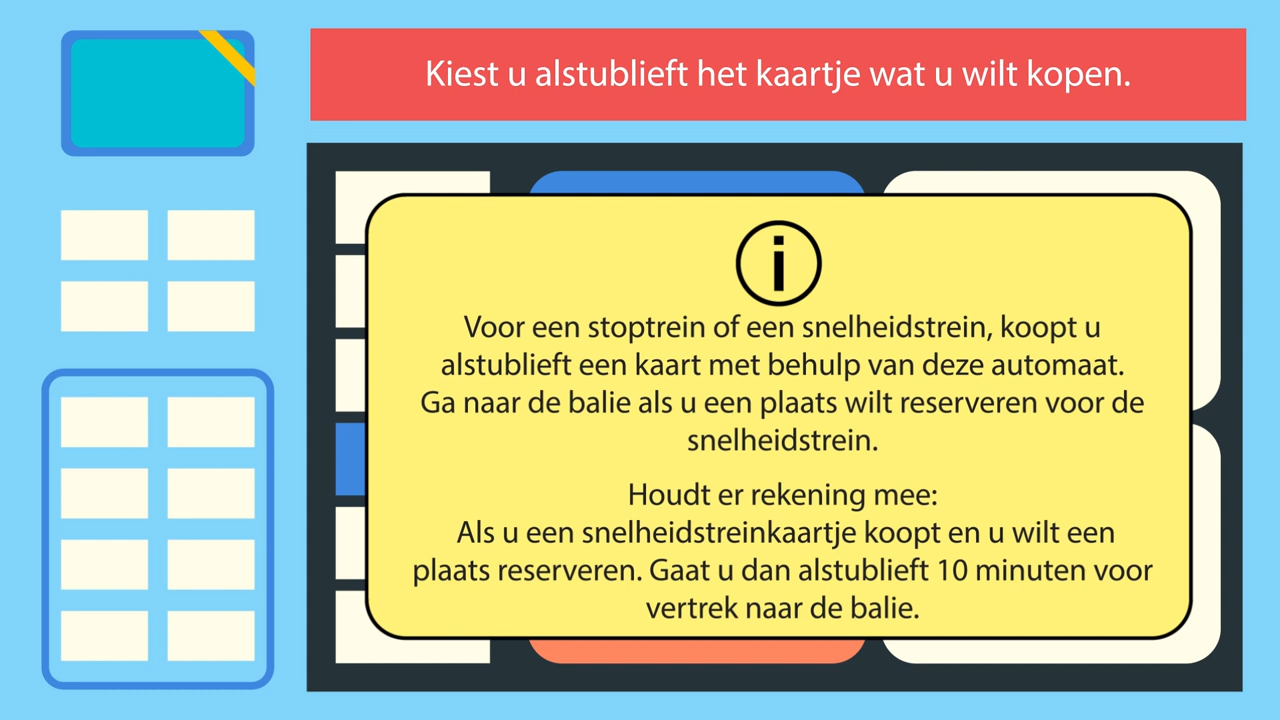 Kiest u alstublieft het kaartje wat u wilt kopen.
i
Voor een stoptrein of een snelheidstrein, koopt u
alstublieft een kaart met behulp van deze automaat.
Ga naar de balie als u een plaats wilt reserveren voor de
snelheidstrein.
Houdt er rekening mee:
Als u een snelheidstreinkaartje koopt en u wilt een
plaats reserveren. Gaat u dan alstublieft 10 minuten voor
vertrek naar de balie.